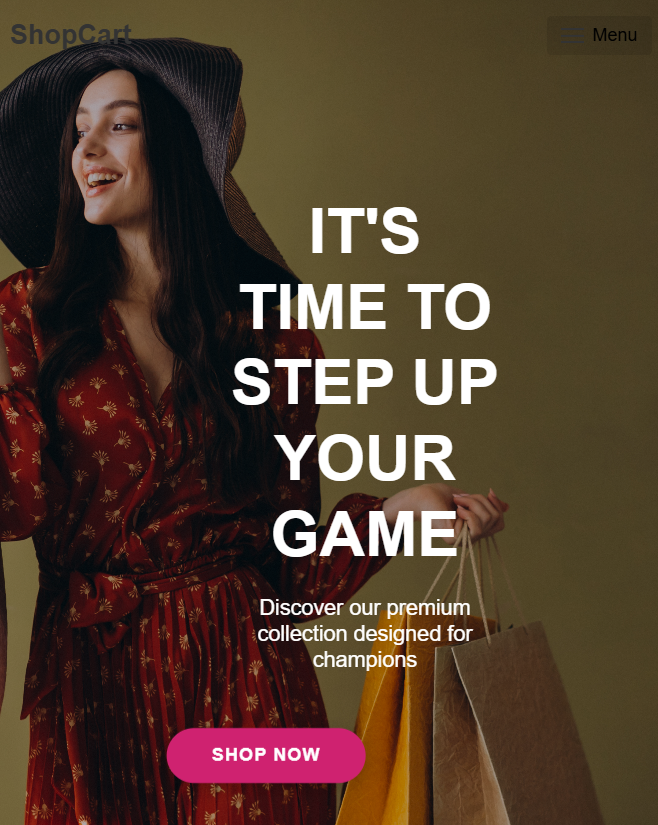 ShopCart
Menu
IT'S
TIME TO
STEP UP
YOUR
GAME
Discover our premium
collection designed for
champions
SHOP NOW